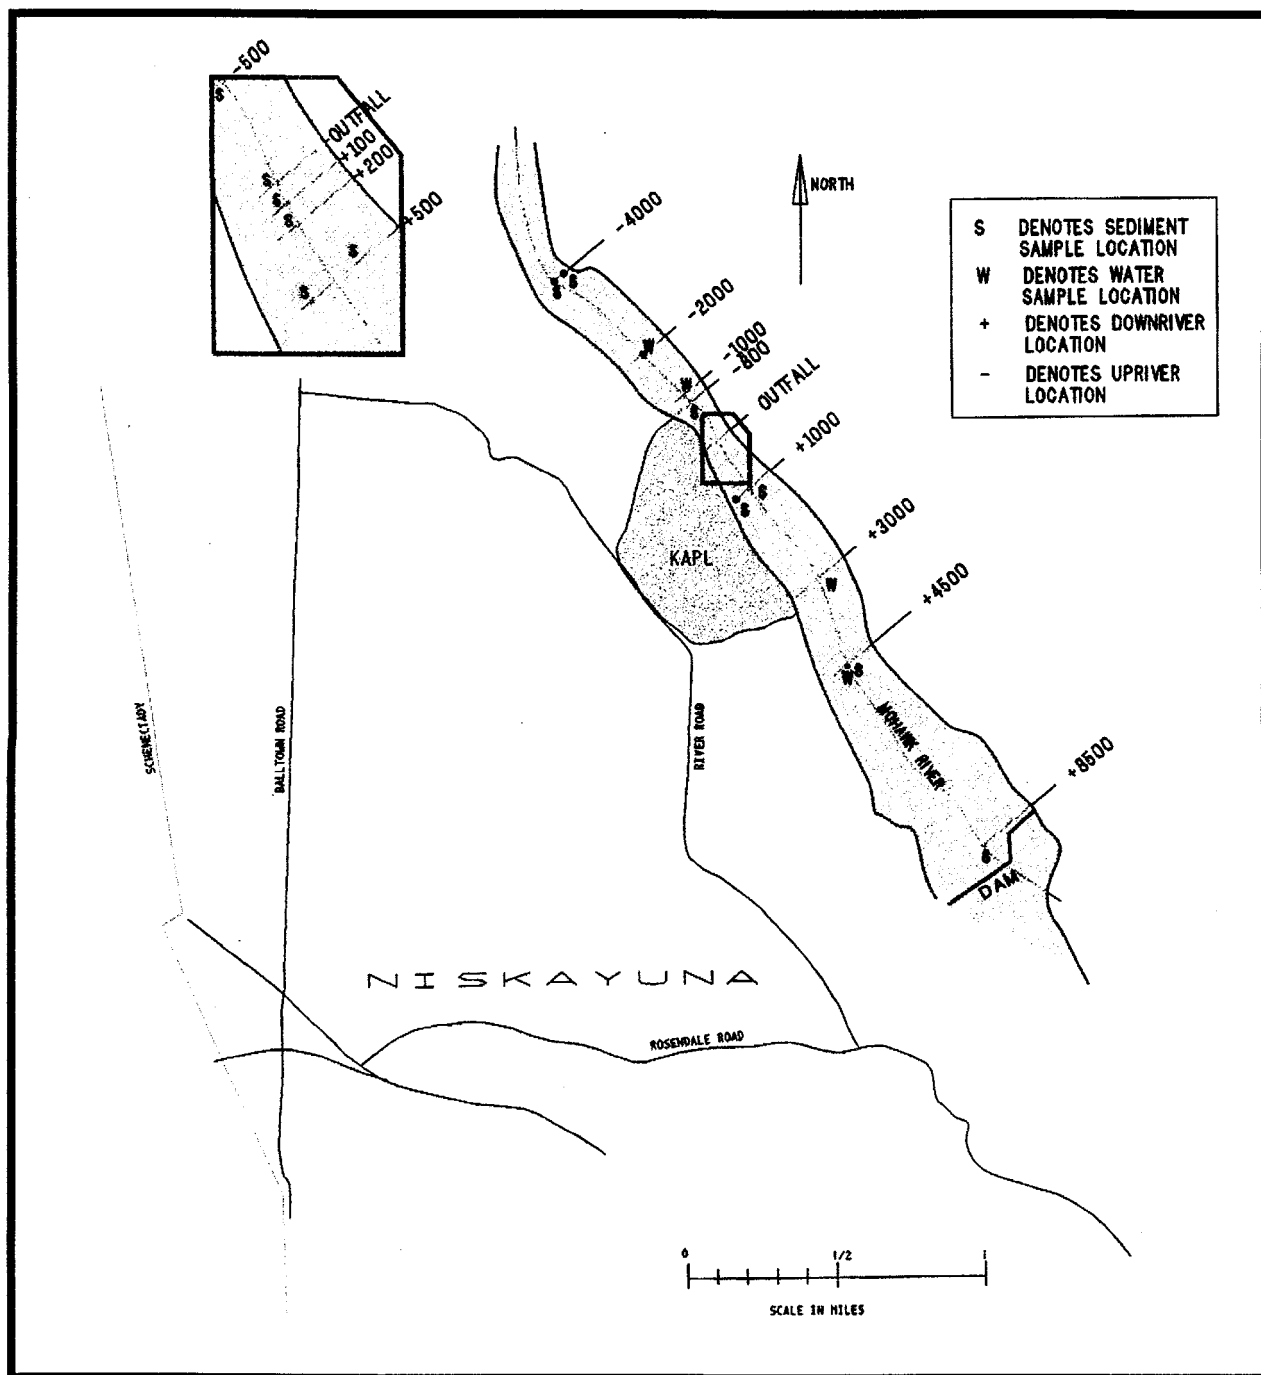 -500
S
-OUTFALL
+100
+200
+500
S
S
S
S
S
-4000
S
S
NORTH
-2000
W
-1000
-800
W
S
OUTFALL
+1000
S
S
KAPL
+3000
W
+4500
W S
MOHAWK RIVER
+8500
S
DAM
S DENOTES SEDIMENT
SAMPLE LOCATION
W DENOTES WATER
SAMPLE LOCATION
+ DENOTES DOWNRIVER
LOCATION
- DENOTES UPRIVER
LOCATION
SCHENECTADY
BALLTOWN ROAD
RIVER ROAD
NISKAYUNA
ROSENDALE ROAD
0 1/2 1
SCALE IN MILES